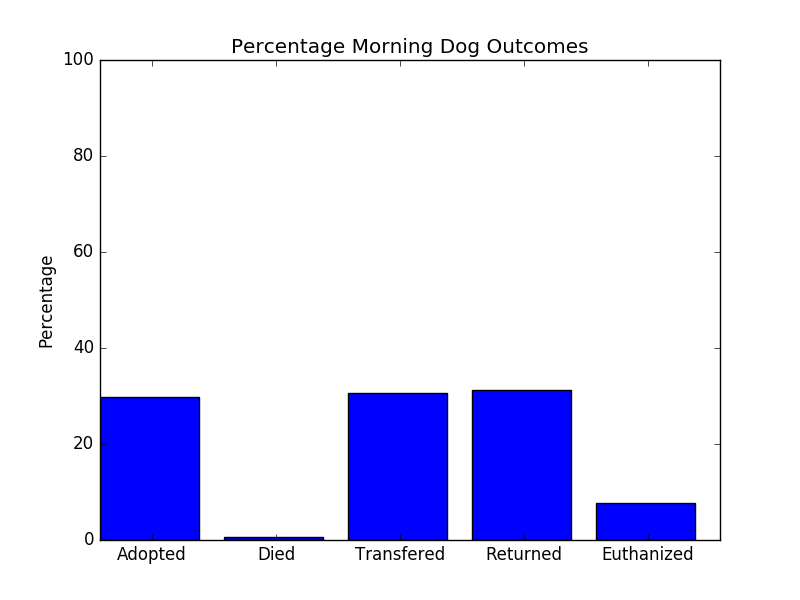 Percentage Morning Dog Outcomes
100
80
60
40
20
0
Percentage
Adopted Died Transfered Returned Euthanized